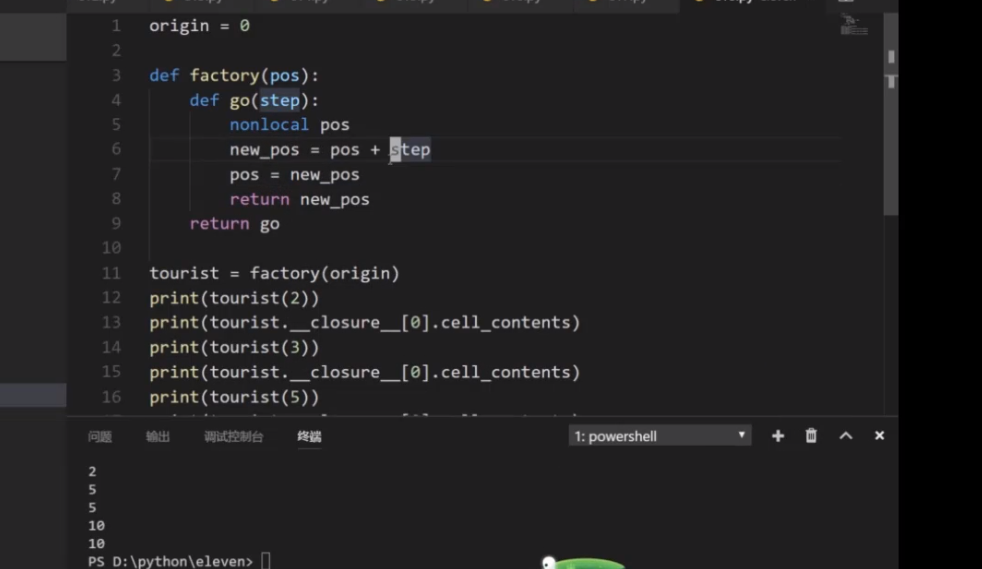 1 origin = 0
2
3 def factory(pos):
4     def go(step):
5         nonlocal pos
6         new_pos = pos + step
7         pos = new_pos
8         return new_pos
9     return go
10
11 tourist = factory(origin)
12 print(tourist(2))
13 print(tourist.__closure__[0].cell_contents)
14 print(tourist(3))
15 print(tourist.__closure__[0].cell_contents)
16 print(tourist(5))
问题 输出 调试控制台 终端 1: powershell
2
5
5
10
10
PS D:\python\eleven>